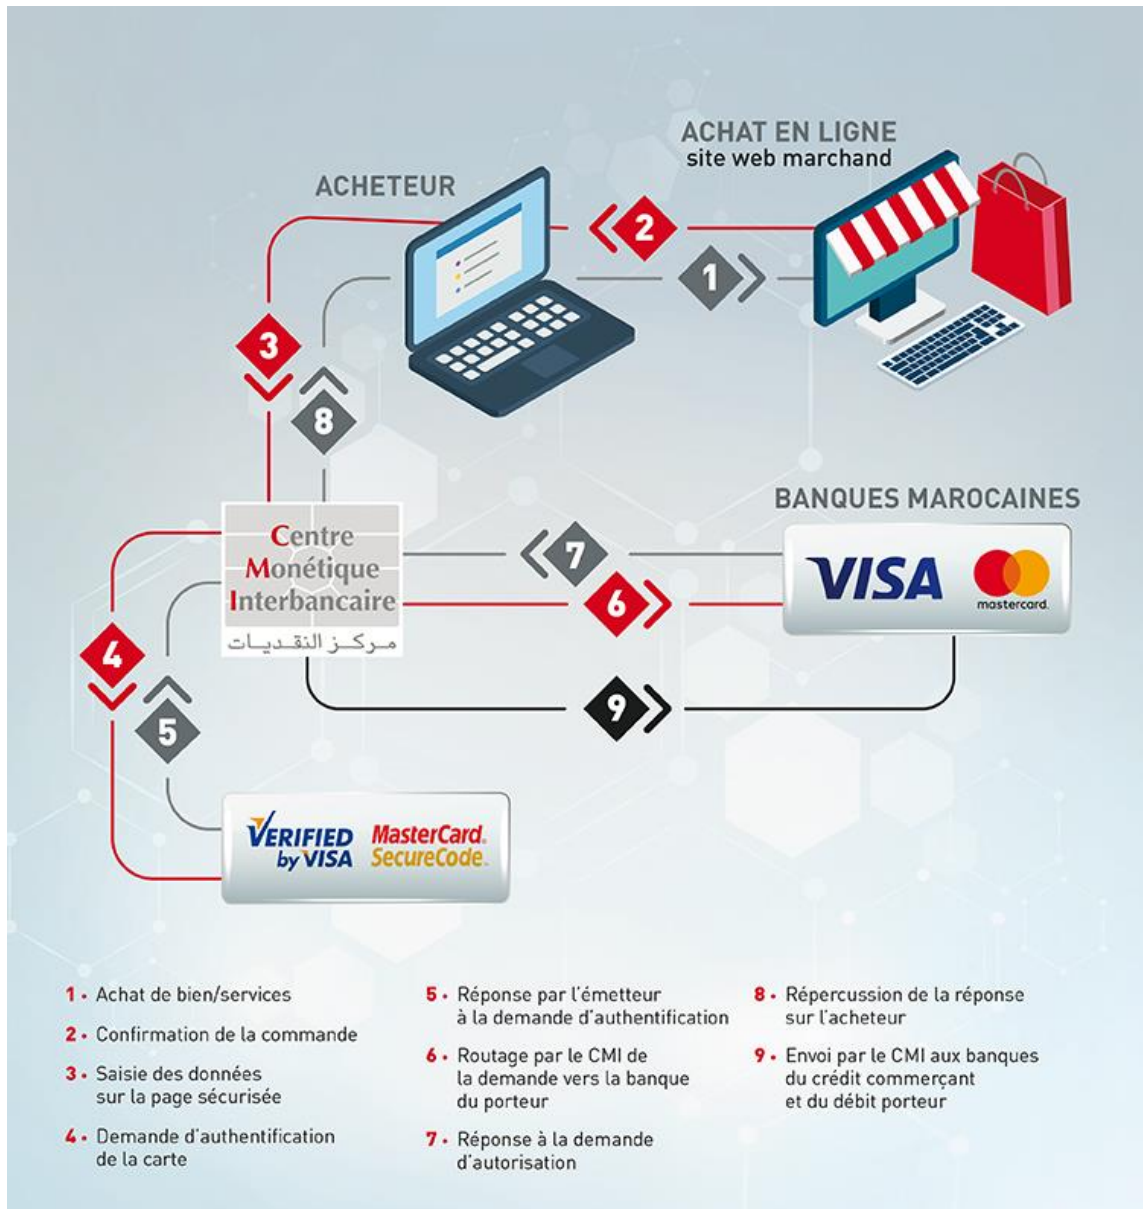 ACHAT EN LIGNE
site web marchand
ACHETEUR
2
1
3
8
BANQUES MAROCAINES
Centre
Monétique
Interbancaire
مركز النقديات
7
6
VISA
mastercard.
4
5
9
VERIFIED
by VISA
MasterCard.
SecureCode.
1 • Achat de bien/services
2 • Confirmation de la commande
3 • Saisie des données
sur la page sécurisée
4 • Demande d'authentification
de la carte
5 • Réponse par l'émetteur
à la demande d'authentification
6 • Routage par le CMI de
la demande vers la banque
du porteur
7 • Réponse à la demande
d'autorisation
8 • Répercussion de la réponse
sur l'acheteur
9 • Envoi par le CMI aux banques
du crédit commerçant
et du débit porteur